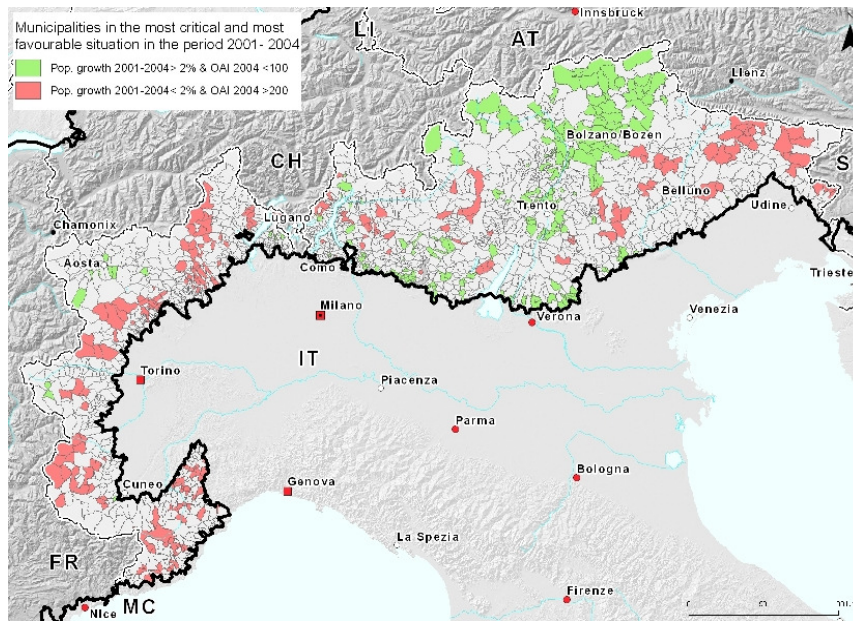 Municipalities in the most critical and most
favourable situation in the period 2001- 2004
Pop. growth 2001-2004> 2% & OAI 2004 <100
Pop. growth 2001-2004< 2% & OAI 2004 >200
Innsbruck
LI
AT
Lienz
Bolzano/Bozen
CH
S
Belluno
Lugano
Trento
Chamonix
Udine
Aosta
Como
Trieste
Milano
Verona
Venezia
IT
Torino
Piacenza
Parma
Bologna
Cuneo
Genova
La Spezia
FR
Firenze
MC
Nice
0